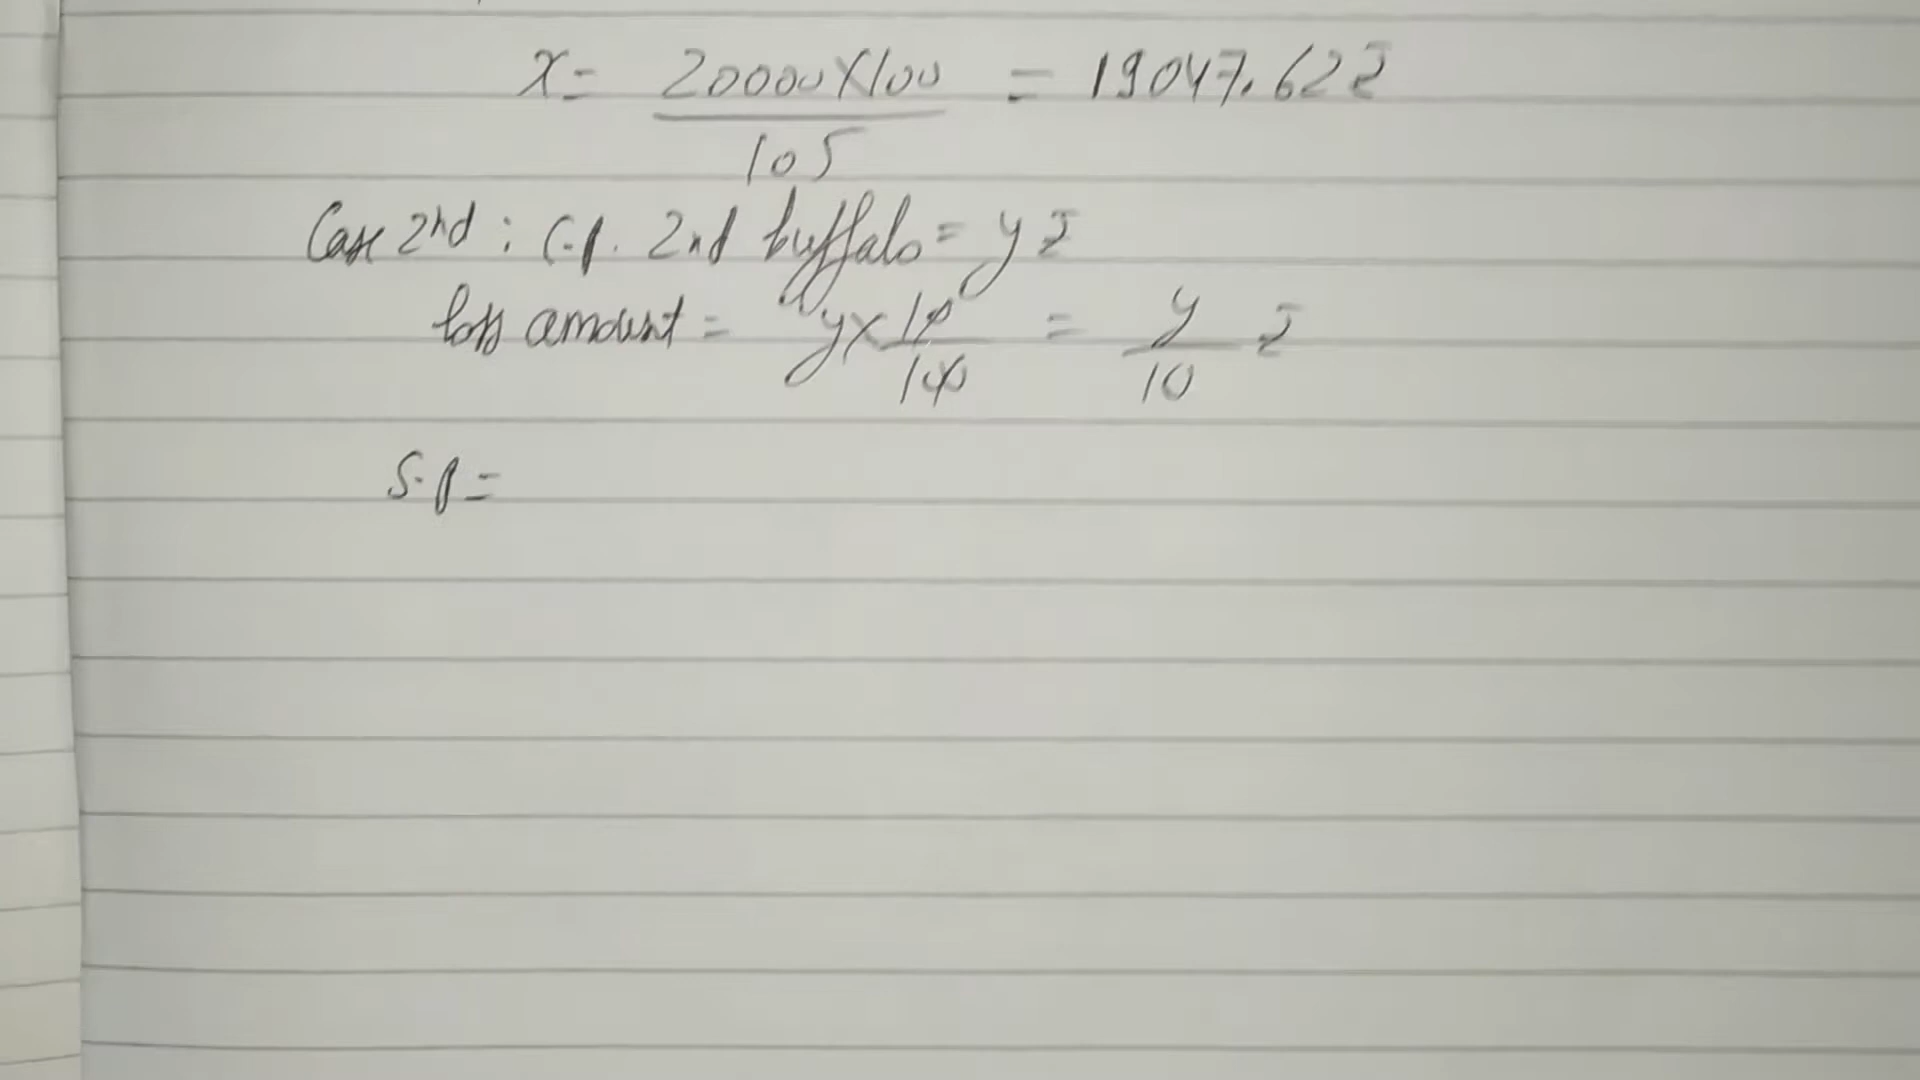 x = 20000×100 / 105 = 19047.62₹
Case 2nd : C.P. 2nd buffalo = y ₹
loss amount = y × 10/100 = y/10 ₹
S.P =